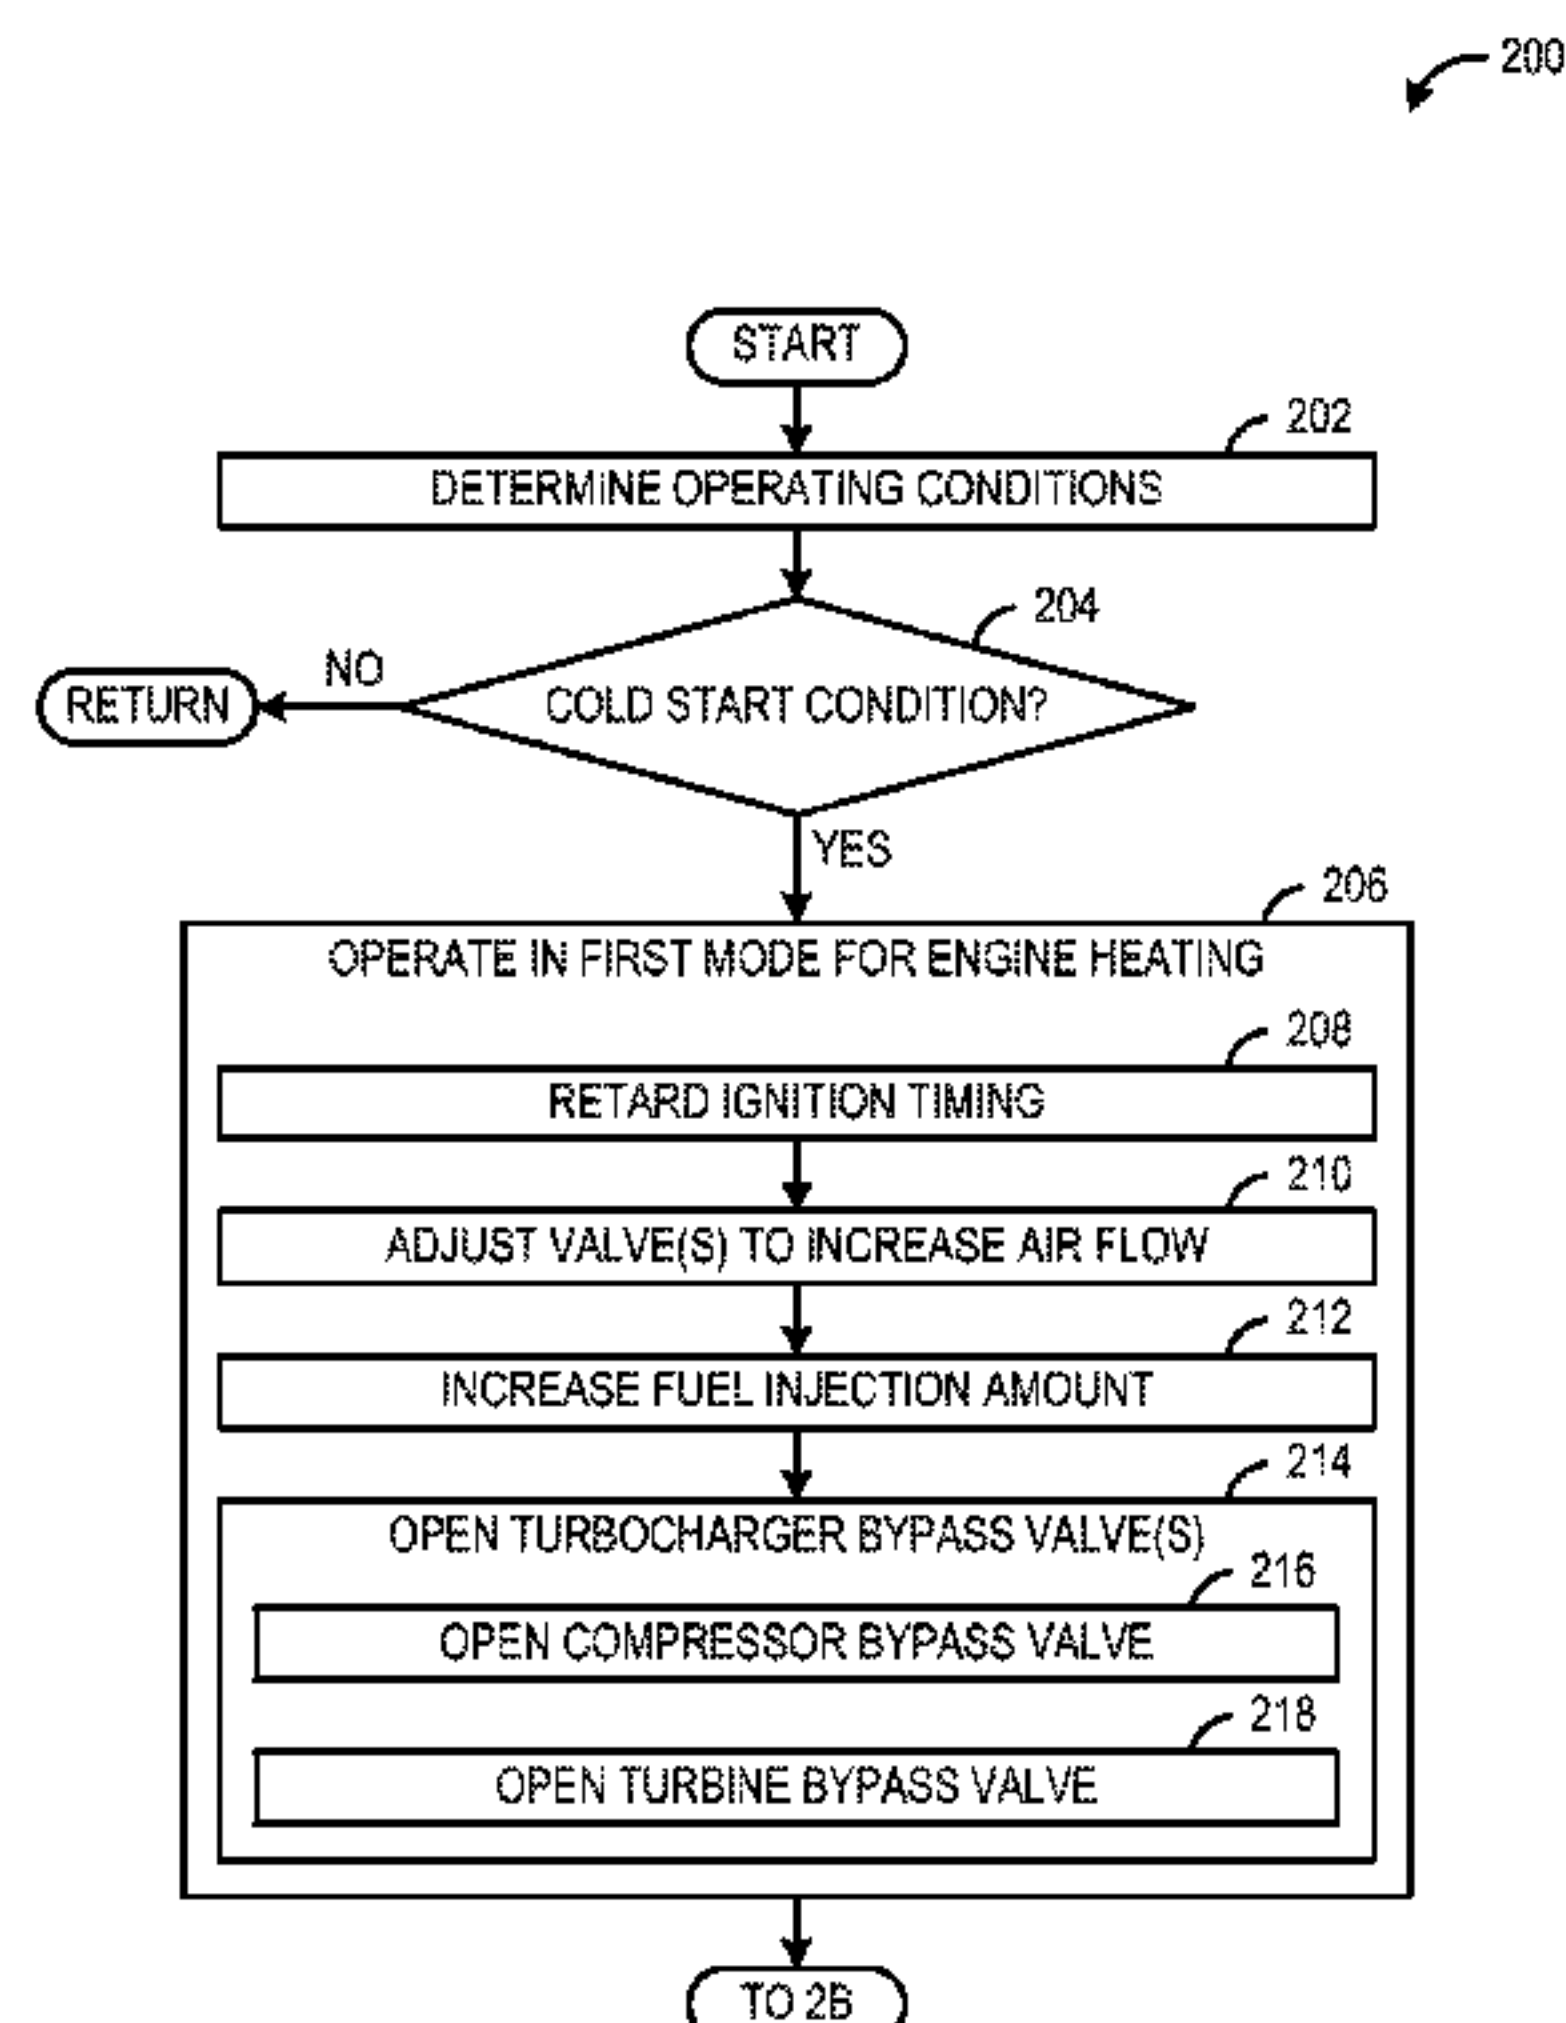 200
START
202
DETERMINE OPERATING CONDITIONS
204
NO
RETURN
COLD START CONDITION?
YES
206
OPERATE IN FIRST MODE FOR ENGINE HEATING
208
RETARD IGNITION TIMING
210
ADJUST VALVE(S) TO INCREASE AIR FLOW
212
INCREASE FUEL INJECTION AMOUNT
214
OPEN TURBOCHARGER BYPASS VALVE(S)
216
OPEN COMPRESSOR BYPASS VALVE
218
OPEN TURBINE BYPASS VALVE
TO 2B